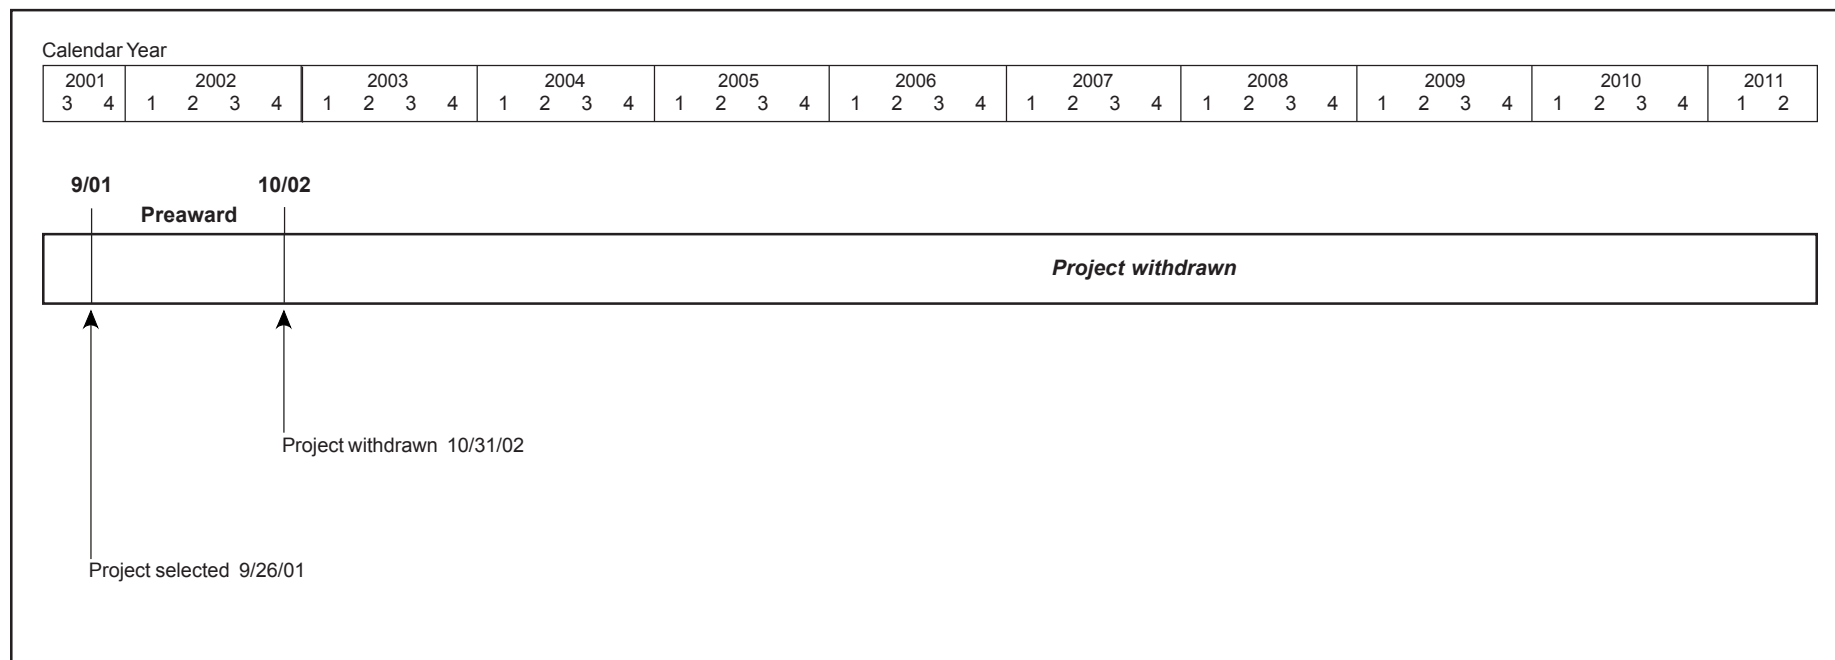 Calendar Year
2001 2002 2003 2004 2005 2006 2007 2008 2009 2010 2011
3 4 1 2 3 4 1 2 3 4 1 2 3 4 1 2 3 4 1 2 3 4 1 2 3 4 1 2 3 4 1 2 3 4 1 2 3 4 1 2
9/01 10/02
Preaward
Project withdrawn
Project withdrawn 10/31/02
Project selected 9/26/01